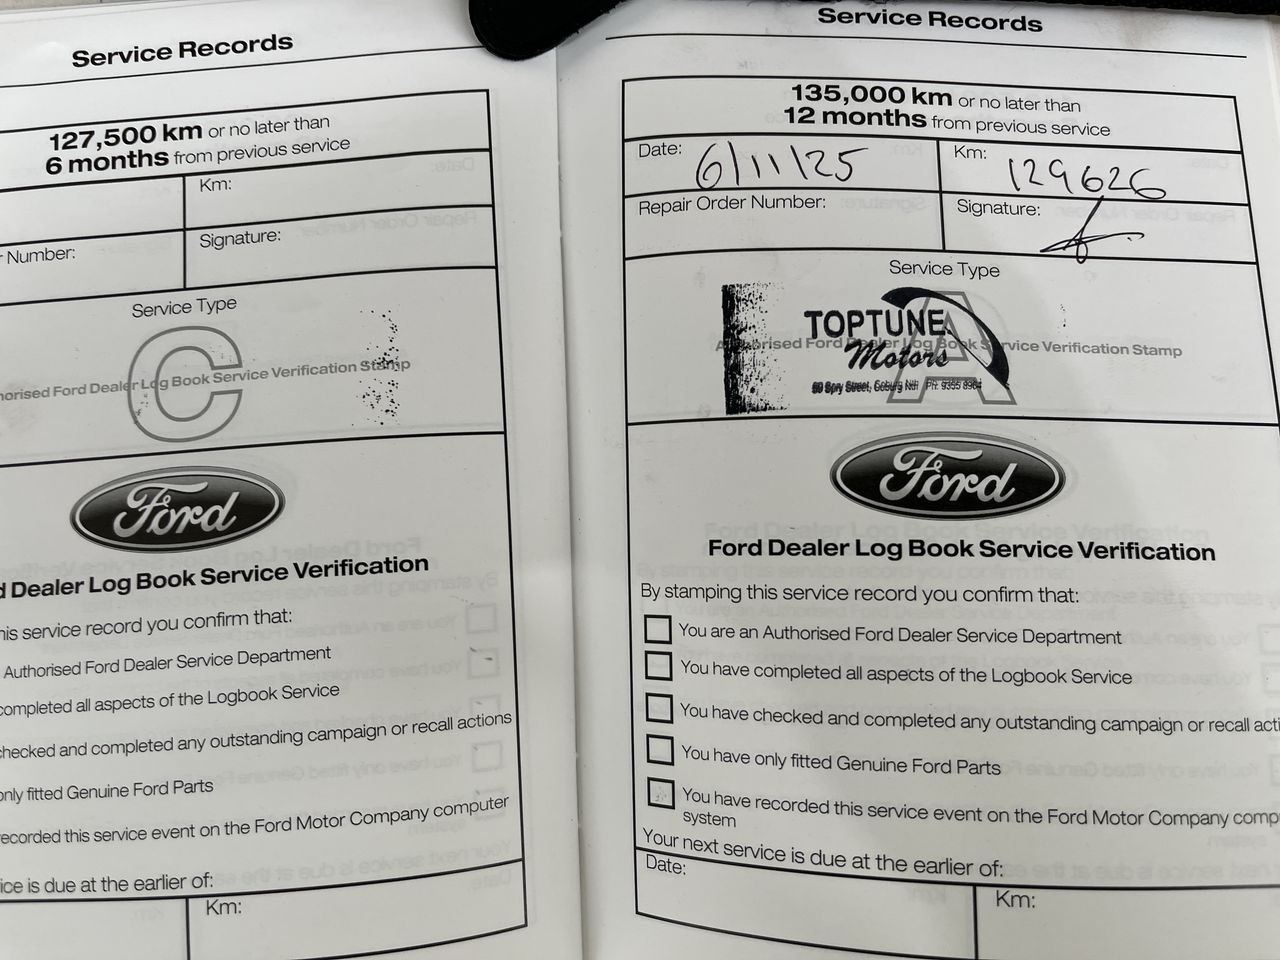 Service Records
127,500 km or no later than
6 months from previous service
Km:
Number:
Signature:
Service Type
C
Ford Dealer Log Book Service Verification Stamp
Ford
Dealer Log Book Service Verification
this service record you confirm that:
Authorised Ford Dealer Service Department
completed all aspects of the Logbook Service
checked and completed any outstanding campaign or recall actions
only fitted Genuine Ford Parts
recorded this service event on the Ford Motor Company computer
is due at the earlier of:
Km:
Service Records
135,000 km or no later than
12 months from previous service
Date: 6/11/25
Km: 129626
Repair Order Number:
Signature:
Service Type
A
Authorised Ford Dealer Log Book Service Verification Stamp
TOPTUNE
Motors
Spry Street, Coburg Nth PH: 9355 8984
Ford
Ford Dealer Log Book Service Verification
By stamping this service record you confirm that:
You are an Authorised Ford Dealer Service Department
You have completed all aspects of the Logbook Service
You have checked and completed any outstanding campaign or recall acti
You have only fitted Genuine Ford Parts
You have recorded this service event on the Ford Motor Company comp
system
Your next service is due at the earlier of:
Date:
Km: